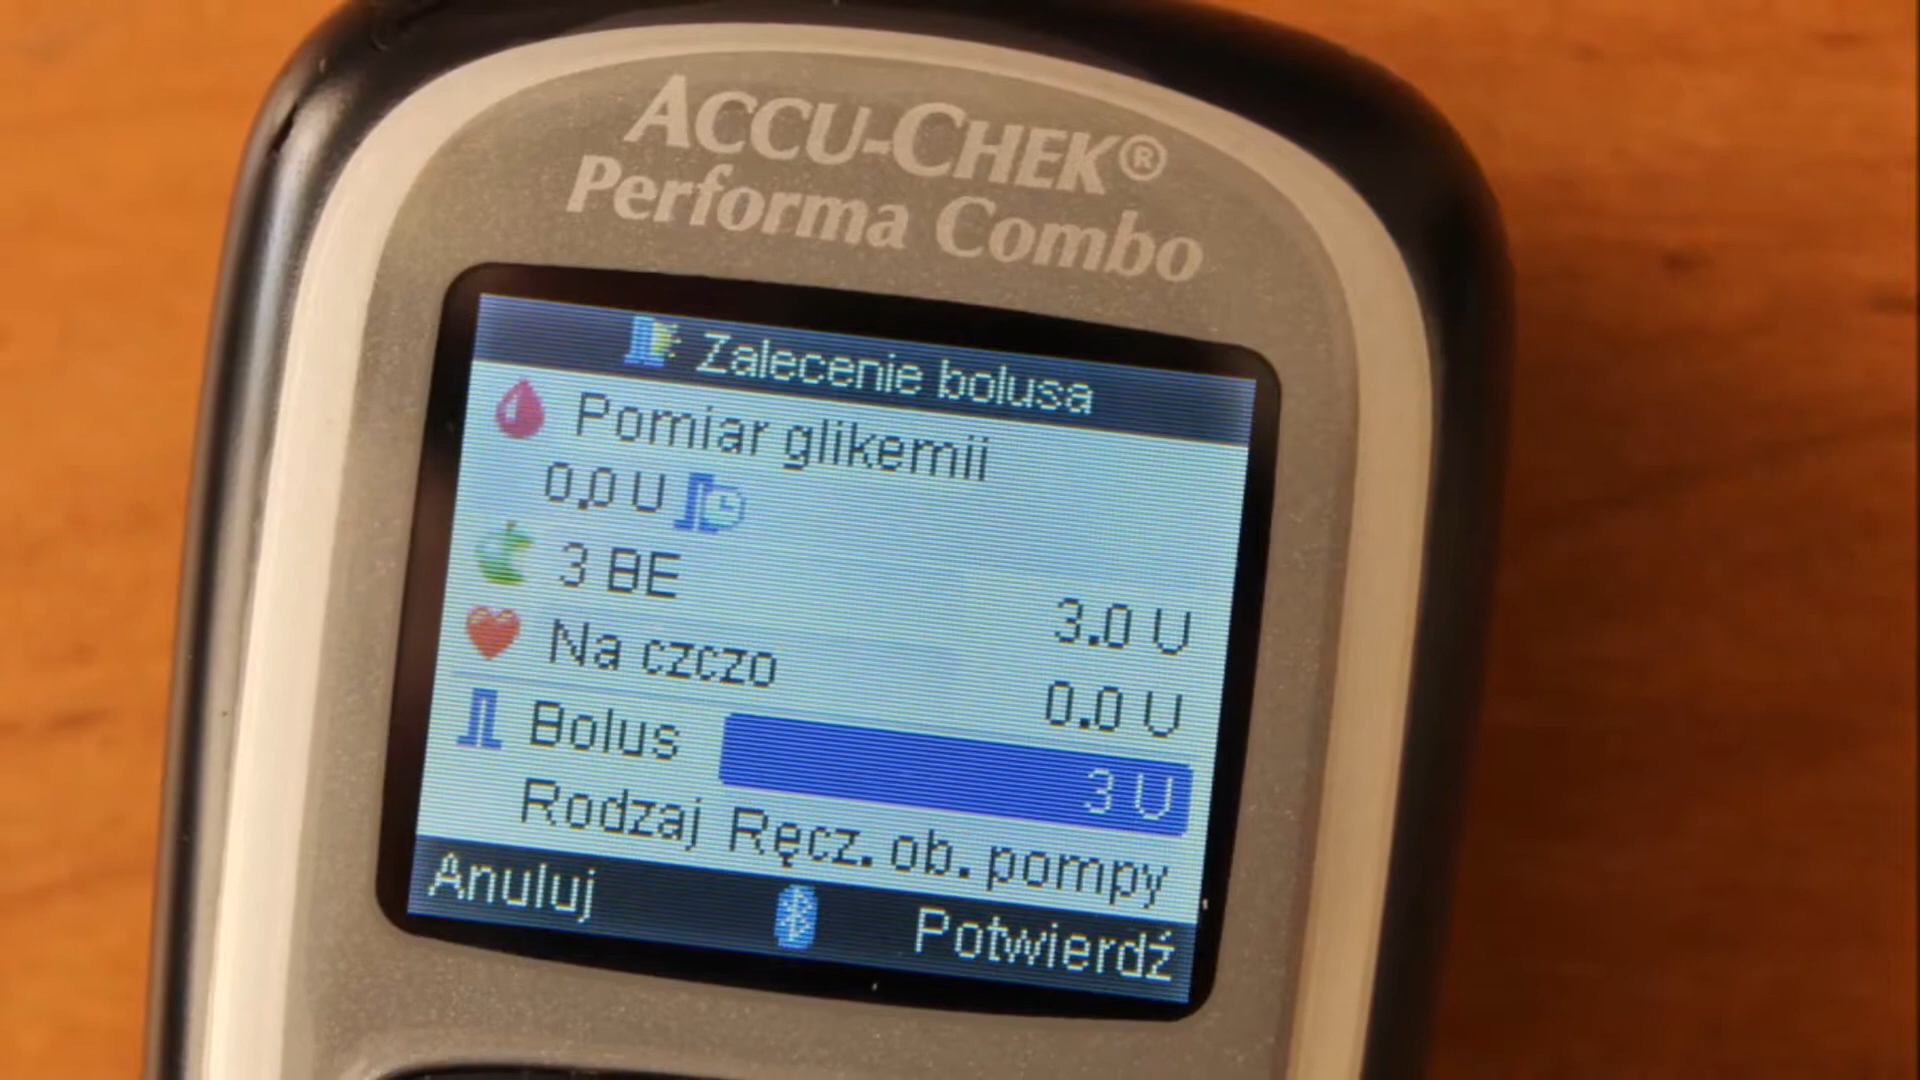 ACCU-CHEK®
Performa Combo
Zalecenie bolusa
Pomiar glikemii
0.0 U
3 BE 3.0 U
Na czczo 0.0 U
Bolus 3 U
Rodzaj Ręcz. ob. pompy
Anuluj Potwierdź